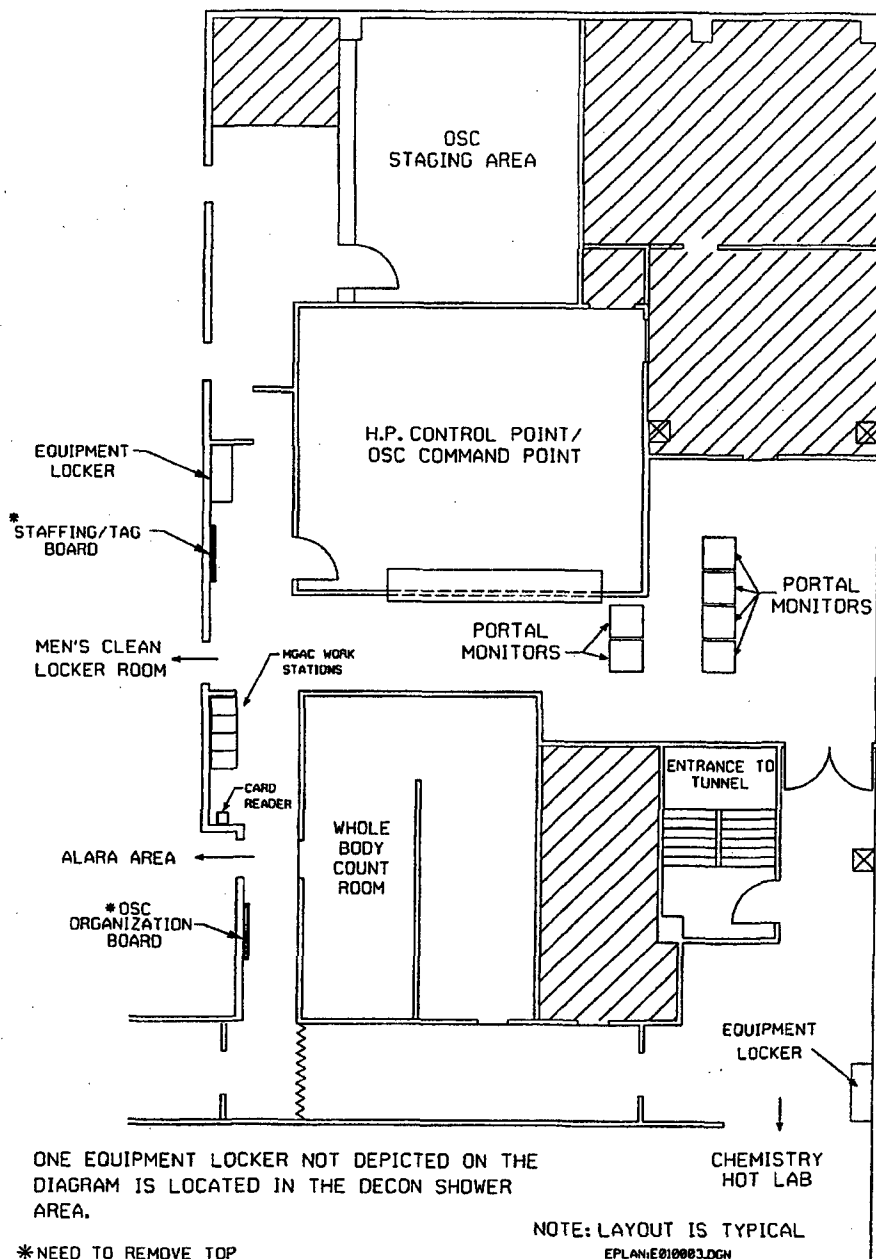 OSC
STAGING AREA
H.P. CONTROL POINT/
OSC COMMAND POINT
EQUIPMENT
LOCKER
*STAFFING/TAG
BOARD
MEN'S CLEAN
LOCKER ROOM
MGAC WORK
STATIONS
PORTAL
MONITORS
PORTAL
MONITORS
CARD
READER
ENTRANCE TO
TUNNEL
WHOLE
BODY
COUNT
ROOM
ALARA AREA
*OSC
ORGANIZATION
BOARD
EQUIPMENT
LOCKER
CHEMISTRY
HOT LAB
ONE EQUIPMENT LOCKER NOT DEPICTED ON THE
DIAGRAM IS LOCATED IN THE DECON SHOWER
AREA.
NOTE: LAYOUT IS TYPICAL
EPLAN:E010003.DGN
*NEED TO REMOVE TOP